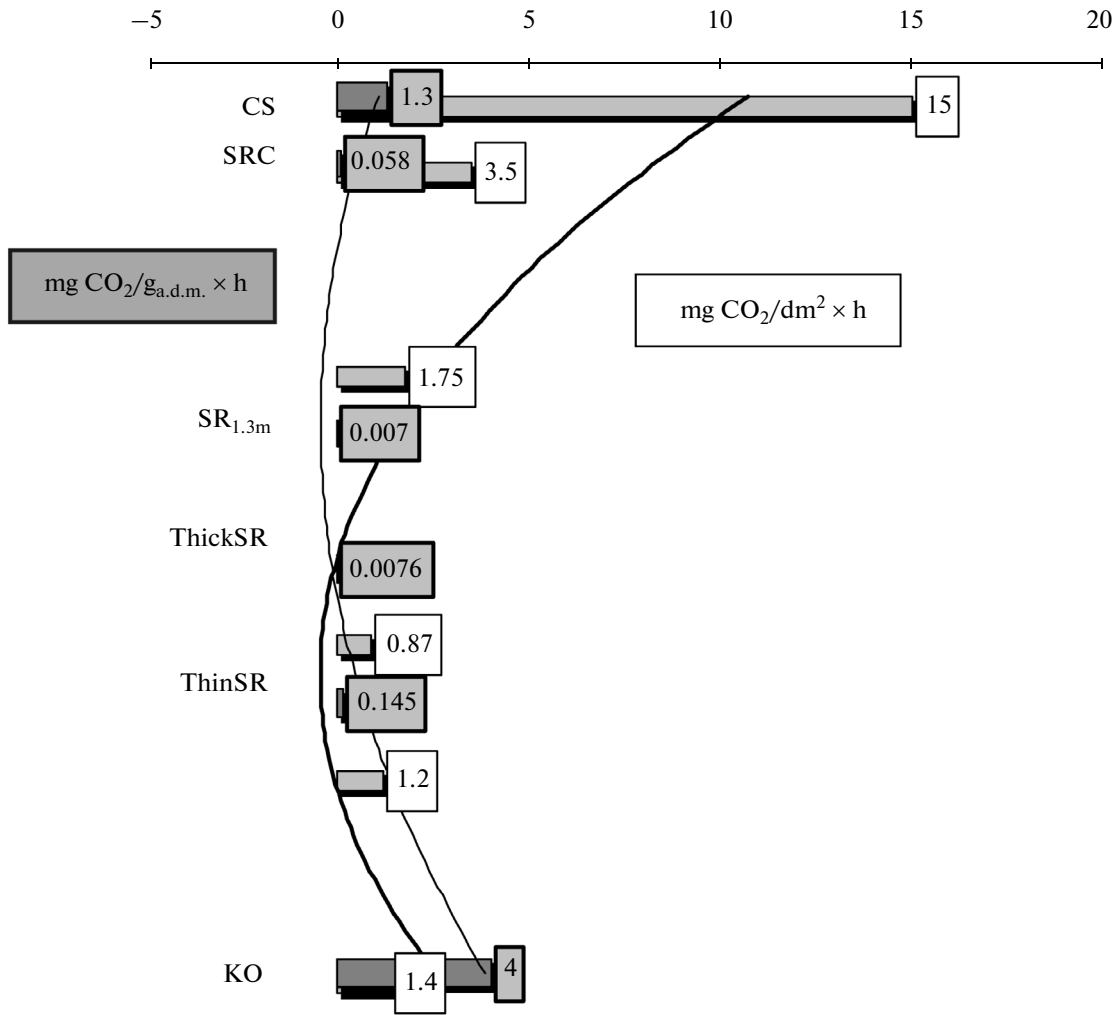 −5 0 5 10 15 20
CS 1.3 15
SRC 0.058 3.5
mg CO₂/gₐ.d.m. × h
mg CO₂/dm² × h
1.75
SR₁.₃ₘ 0.007
ThickSR 0.0076
0.87
ThinSR 0.145
1.2
KO 1.4 4